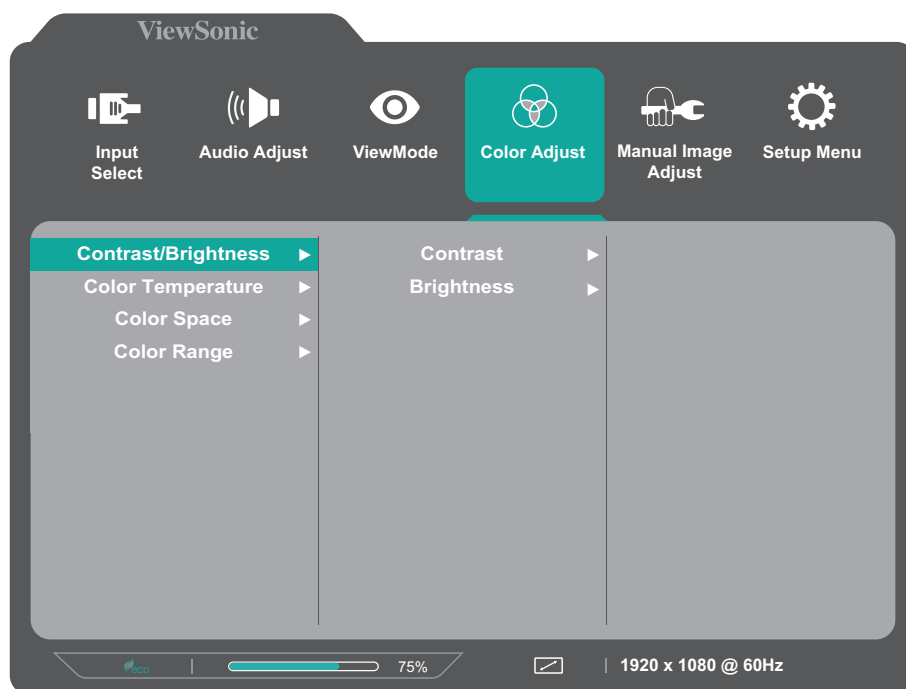 ViewSonic
Input
Select
Audio Adjust
ViewMode
Color Adjust
Manual Image
Adjust
Setup Menu
Contrast/Brightness
Color Temperature
Color Space
Color Range
Contrast
Brightness
eco
75%
1920 x 1080 @ 60Hz